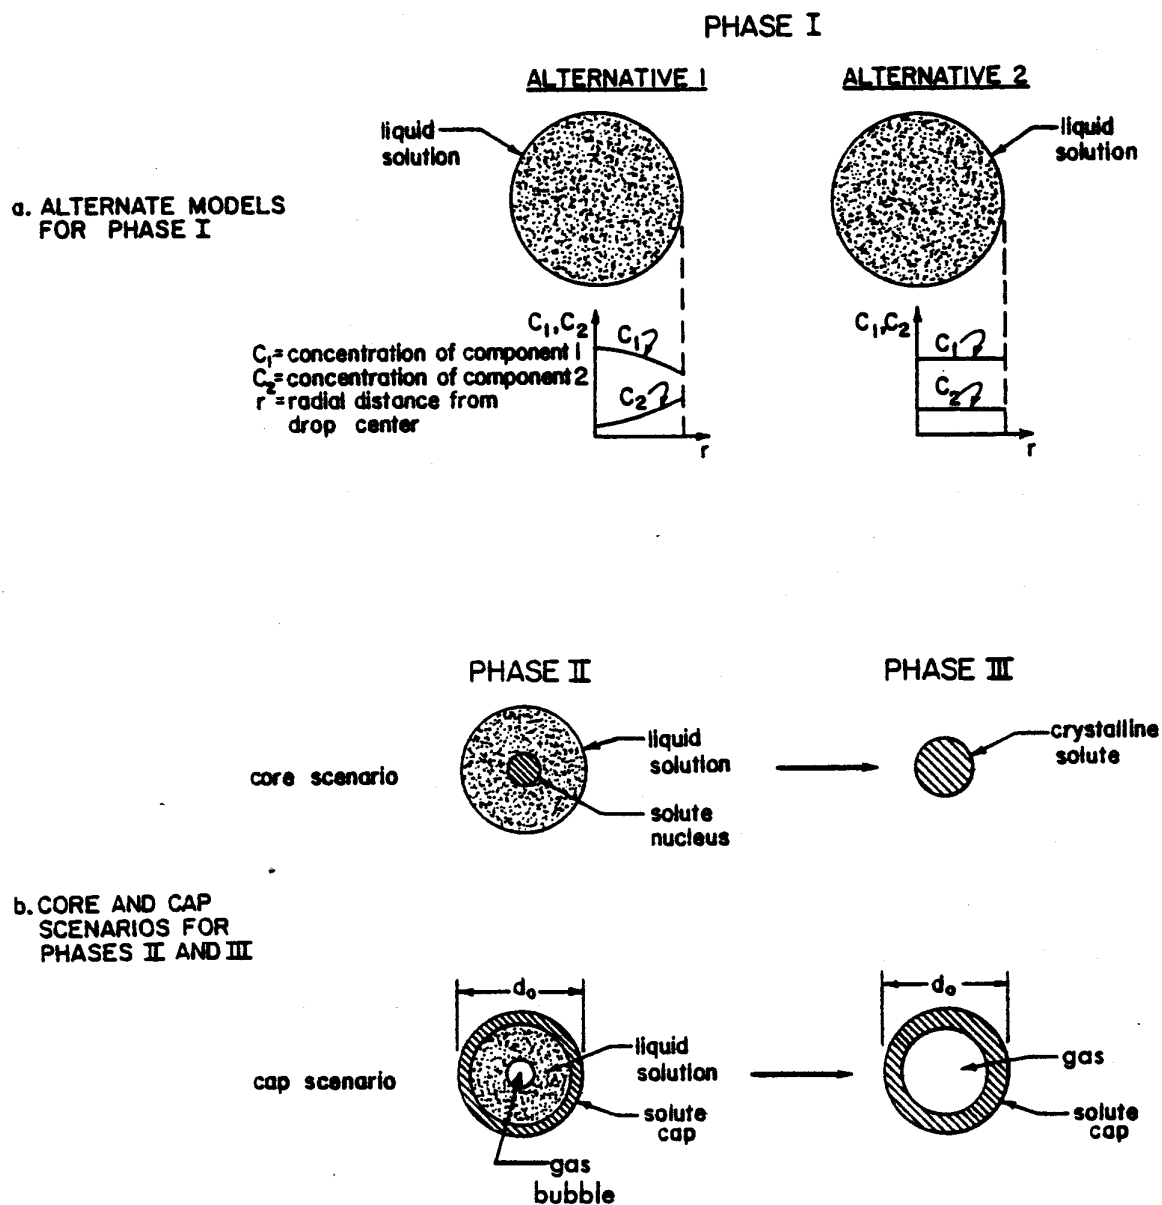 PHASE I
ALTERNATIVE 1
ALTERNATIVE 2
liquid
solution
liquid
solution
a. ALTERNATE MODELS
FOR PHASE I
C₁, C₂
C₁
C₂
r
C₁,C₂
C₁
C₂
r
C₁=concentration of component 1
C₂=concentration of component 2
r =radial distance from
drop center
PHASE II
PHASE III
core scenario
liquid
solution
solute
nucleus
crystalline
solute
b. CORE AND CAP
SCENARIOS FOR
PHASES II AND III
cap scenario
d₀
liquid
solution
solute
cap
gas
bubble
d₀
gas
solute
cap